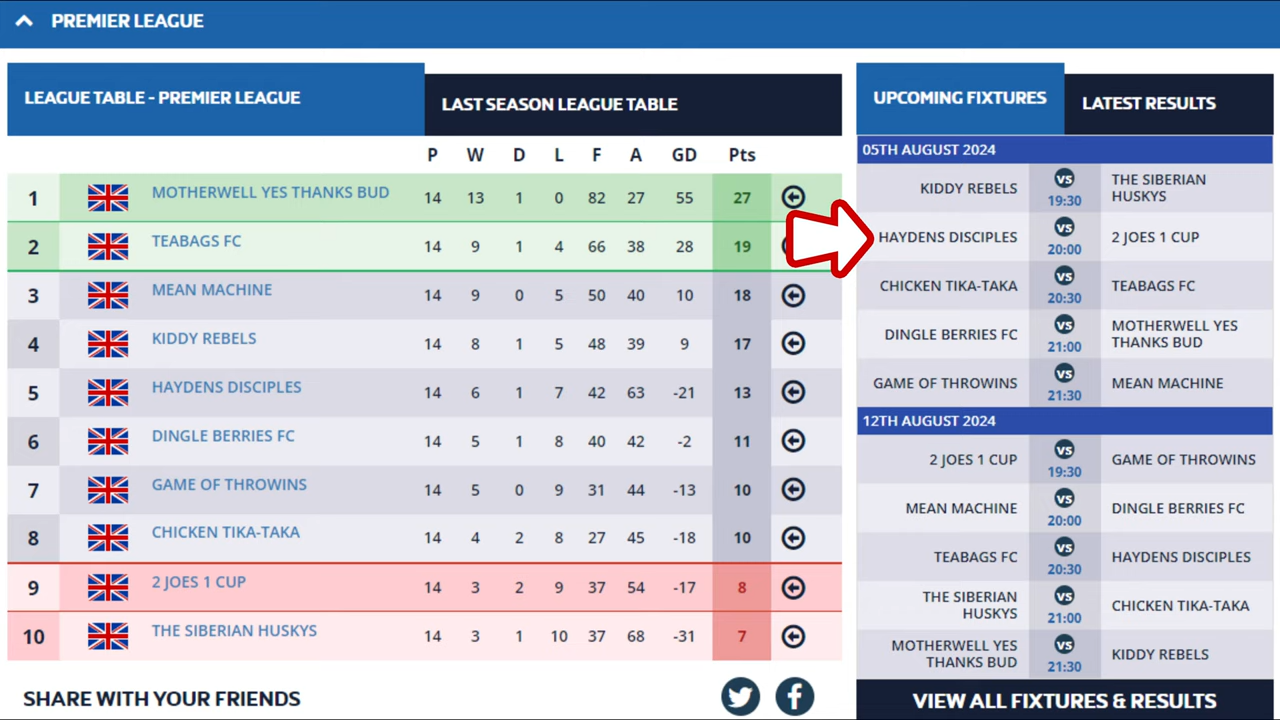 PREMIER LEAGUE
LEAGUE TABLE - PREMIER LEAGUE
LAST SEASON LEAGUE TABLE
P W D L F A GD Pts
1 MOTHERWELL YES THANKS BUD 14 13 1 0 82 27 55 27
2 TEABAGS FC 14 9 1 4 66 38 28 19
3 MEAN MACHINE 14 9 0 5 50 40 10 18
4 KIDDY REBELS 14 8 1 5 48 39 9 17
5 HAYDENS DISCIPLES 14 6 1 7 42 63 -21 13
6 DINGLE BERRIES FC 14 5 1 8 40 42 -2 11
7 GAME OF THROWINS 14 5 0 9 31 44 -13 10
8 CHICKEN TIKA-TAKA 14 4 2 8 27 45 -18 10
9 2 JOES 1 CUP 14 3 2 9 37 54 -17 8
10 THE SIBERIAN HUSKYS 14 3 1 10 37 68 -31 7
SHARE WITH YOUR FRIENDS
UPCOMING FIXTURES
LATEST RESULTS
05TH AUGUST 2024
KIDDY REBELS vs 19:30 THE SIBERIAN
HUSKYS
HAYDENS DISCIPLES vs 20:00 2 JOES 1 CUP
CHICKEN TIKA-TAKA vs 20:30 TEABAGS FC
DINGLE BERRIES FC vs 21:00 MOTHERWELL YES
THANKS BUD
GAME OF THROWINS vs 21:30 MEAN MACHINE
12TH AUGUST 2024
2 JOES 1 CUP vs 19:30 GAME OF THROWINS
MEAN MACHINE vs 20:00 DINGLE BERRIES FC
TEABAGS FC vs 20:30 HAYDENS DISCIPLES
THE SIBERIAN
HUSKYS vs 21:00 CHICKEN TIKA-TAKA
MOTHERWELL YES
THANKS BUD vs 21:30 KIDDY REBELS
VIEW ALL FIXTURES & RESULTS